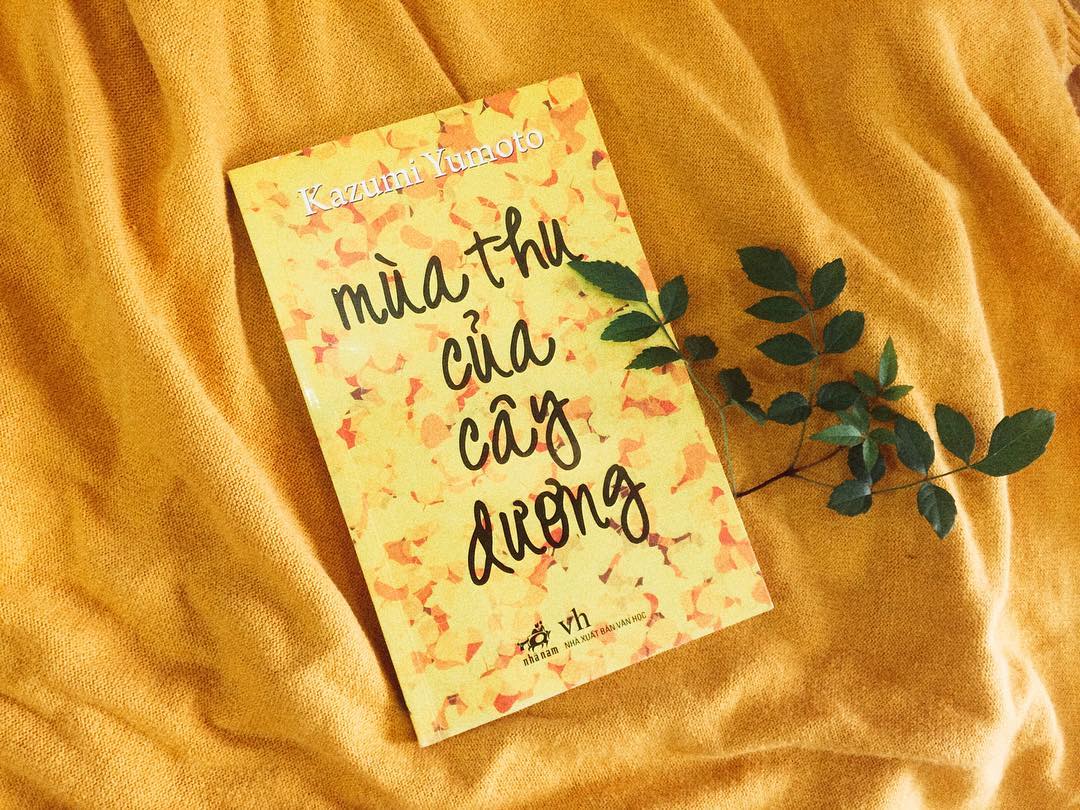 Kazumi Yumoto
mùa thu
của
cây
dương
nhã nam
vh
NHÀ XUẤT BẢN VĂN HỌC